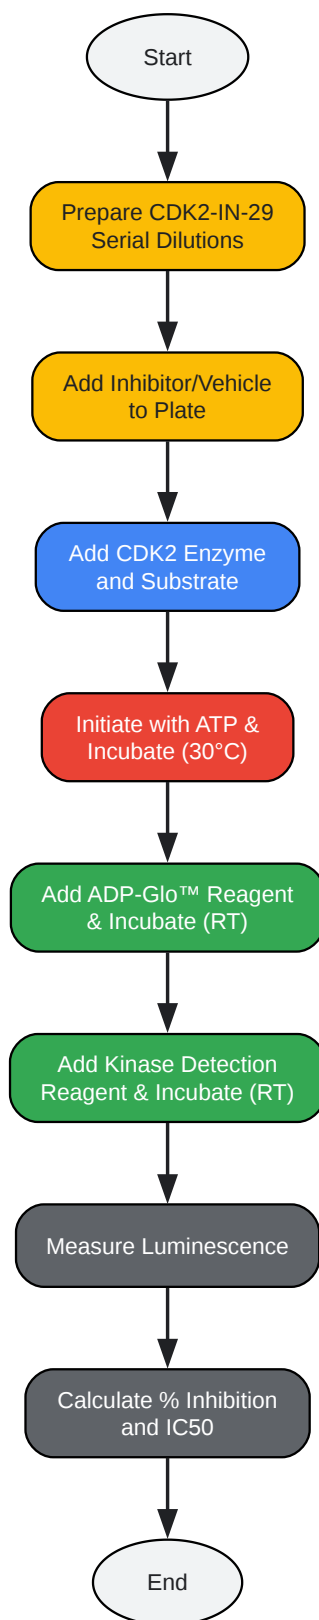 Start
Prepare CDK2-IN-29
Serial Dilutions
Add Inhibitor/Vehicle
to Plate
Add CDK2 Enzyme
and Substrate
Initiate with ATP &
Incubate (30°C)
Add ADP-Glo™ Reagent
& Incubate (RT)
Add Kinase Detection
Reagent & Incubate (RT)
Measure Luminescence
Calculate % Inhibition
and IC50
End